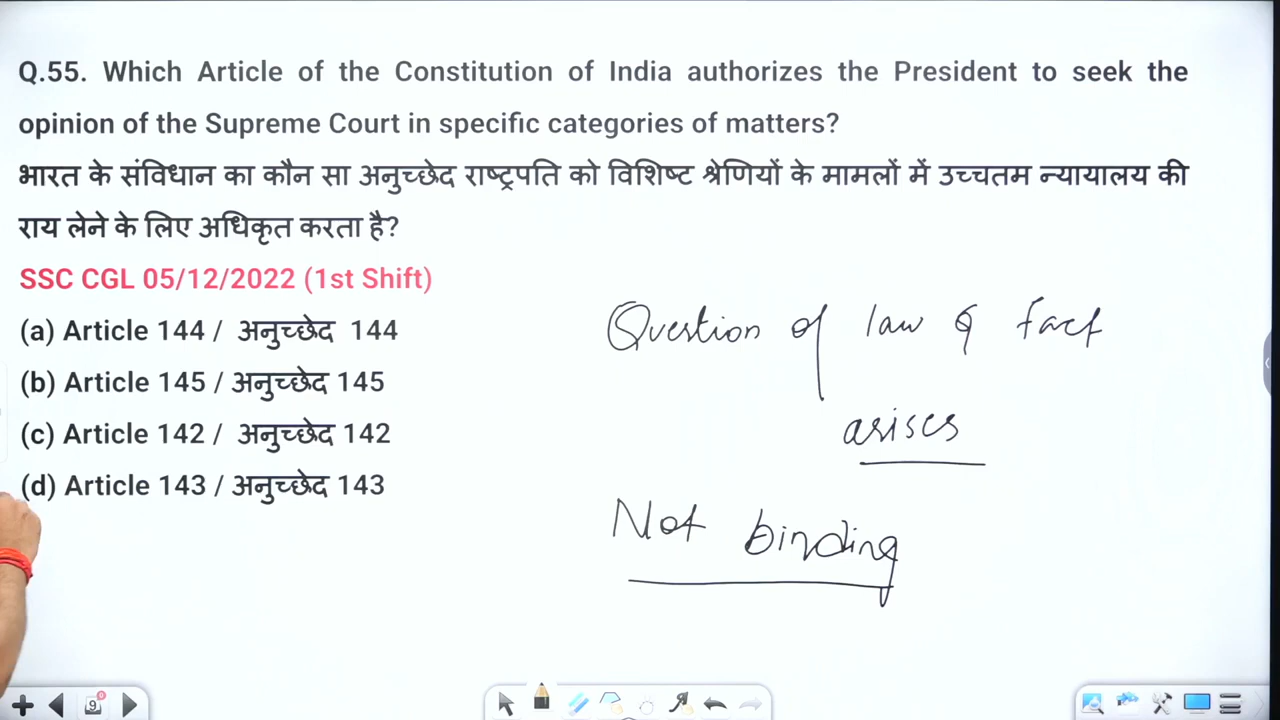 Q.55. Which Article of the Constitution of India authorizes the President to seek the
opinion of the Supreme Court in specific categories of matters?
भारत के संविधान का कौन सा अनुच्छेद राष्ट्रपति को विशिष्ट श्रेणियों के मामलों में उच्चतम न्यायालय की
राय लेने के लिए अधिकृत करता है?
SSC CGL 05/12/2022 (1st Shift)
(a) Article 144 / अनुच्छेद 144
(b) Article 145 / अनुच्छेद 145
(c) Article 142 / अनुच्छेद 142
(d) Article 143 / अनुच्छेद 143
Question of law & fact
arises
Not binding
9
0